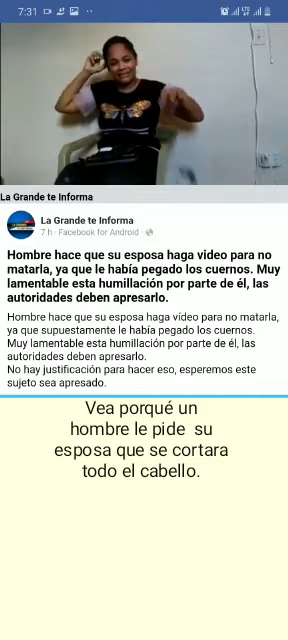 7:31
La Grande te Informa
La Grande te Informa
7 h · Facebook for Android ·
Hombre hace que su esposa haga video para no
matarla, ya que le había pegado los cuernos. Muy
lamentable esta humillación por parte de él, las
autoridades deben apresarlo.
Hombre hace que su esposa haga vídeo para no matarla,
ya que supuestamente le había pegado los cuernos.
Muy lamentable esta humillación por parte de él, las
autoridades deben apresarlo.
No hay justificación para hacer eso, esperemos este
sujeto sea apresado.
Vea porqué un
hombre le pide su
esposa que se cortara
todo el cabello.